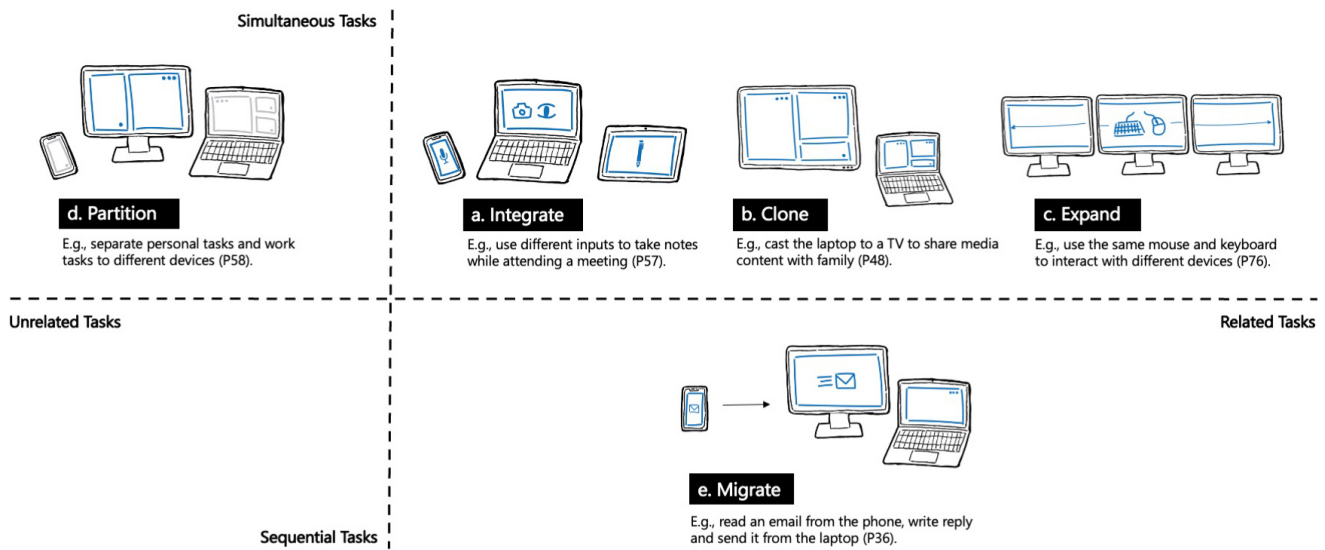 Simultaneous Tasks
d. Partition
E.g., separate personal tasks and work
tasks to different devices (P58).
a. Integrate
E.g., use different inputs to take notes
while attending a meeting (P57).
b. Clone
E.g., cast the laptop to a TV to share media
content with family (P48).
c. Expand
E.g., use the same mouse and keyboard
to interact with different devices (P76).
Unrelated Tasks
Related Tasks
e. Migrate
E.g., read an email from the phone, write reply
and send it from the laptop (P36).
Sequential Tasks